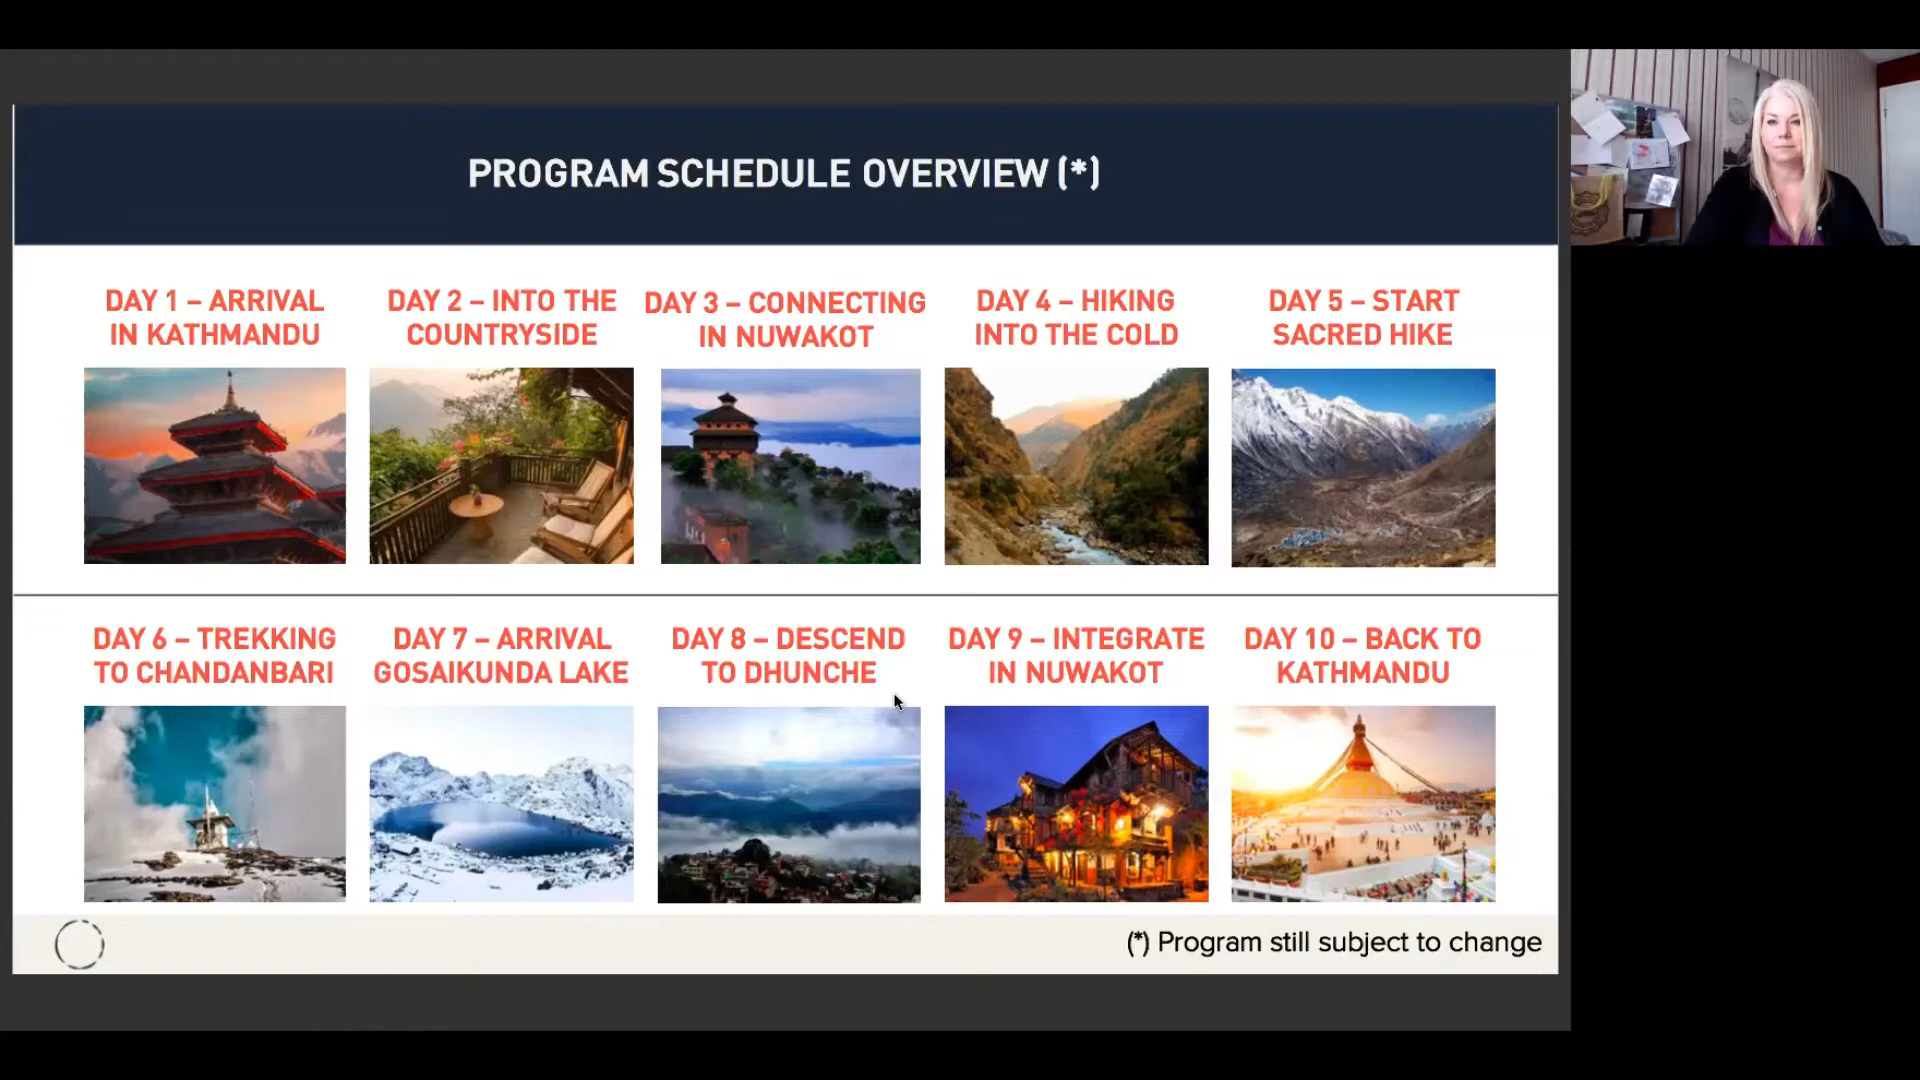 PROGRAM SCHEDULE OVERVIEW (*)
DAY 1 – ARRIVAL
IN KATHMANDU
DAY 2 – INTO THE
COUNTRYSIDE
DAY 3 – CONNECTING
IN NUWAKOT
DAY 4 – HIKING
INTO THE COLD
DAY 5 – START
SACRED HIKE
DAY 6 – TREKKING
TO CHANDANBARI
DAY 7 – ARRIVAL
GOSAIKUNDA LAKE
DAY 8 – DESCEND
TO DHUNCHE
DAY 9 – INTEGRATE
IN NUWAKOT
DAY 10 – BACK TO
KATHMANDU
(*) Program still subject to change